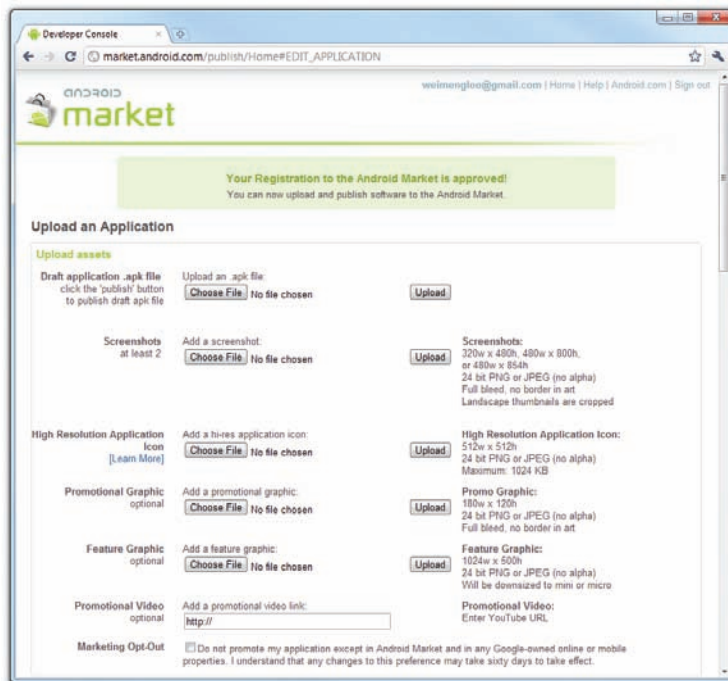 Developer Console
market.android.com/publish/Home#EDIT_APPLICATION
weimengloo@gmail.com | Home | Help | Android.com | Sign out
android
market
Your Registration to the Android Market is approved!
You can now upload and publish software to the Android Market.
Upload an Application
Upload assets
Draft application .apk file
click the 'publish' button
to publish draft apk file
Upload an .apk file:
Choose File No file chosen
Upload
Screenshots
at least 2
Add a screenshot:
Choose File No file chosen
Upload
Screenshots:
320w x 480h, 480w x 800h,
or 480w x 854h
24 bit PNG or JPEG (no alpha)
Full bleed, no border in art
Landscape thumbnails are cropped
High Resolution Application
Icon
[Learn More]
Add a hi-res application icon:
Choose File No file chosen
Upload
High Resolution Application Icon:
512w x 512h
24 bit PNG or JPEG (no alpha)
Maximum: 1024 KB
Promotional Graphic
optional
Add a promotional graphic:
Choose File No file chosen
Upload
Promo Graphic:
180w x 120h
24 bit PNG or JPEG (no alpha)
Full bleed, no border in art
Feature Graphic
optional
Add a feature graphic:
Choose File No file chosen
Upload
Feature Graphic:
1024w x 500h
24 bit PNG or JPEG (no alpha)
Will be downsized to mini or micro
Promotional Video
optional
Add a promotional video link:
http://
Promotional Video:
Enter YouTube URL
Marketing Opt-Out
Do not promote my application except in Android Market and in any Google-owned online or mobile
properties. I understand that any changes to this preference may take sixty days to take effect.